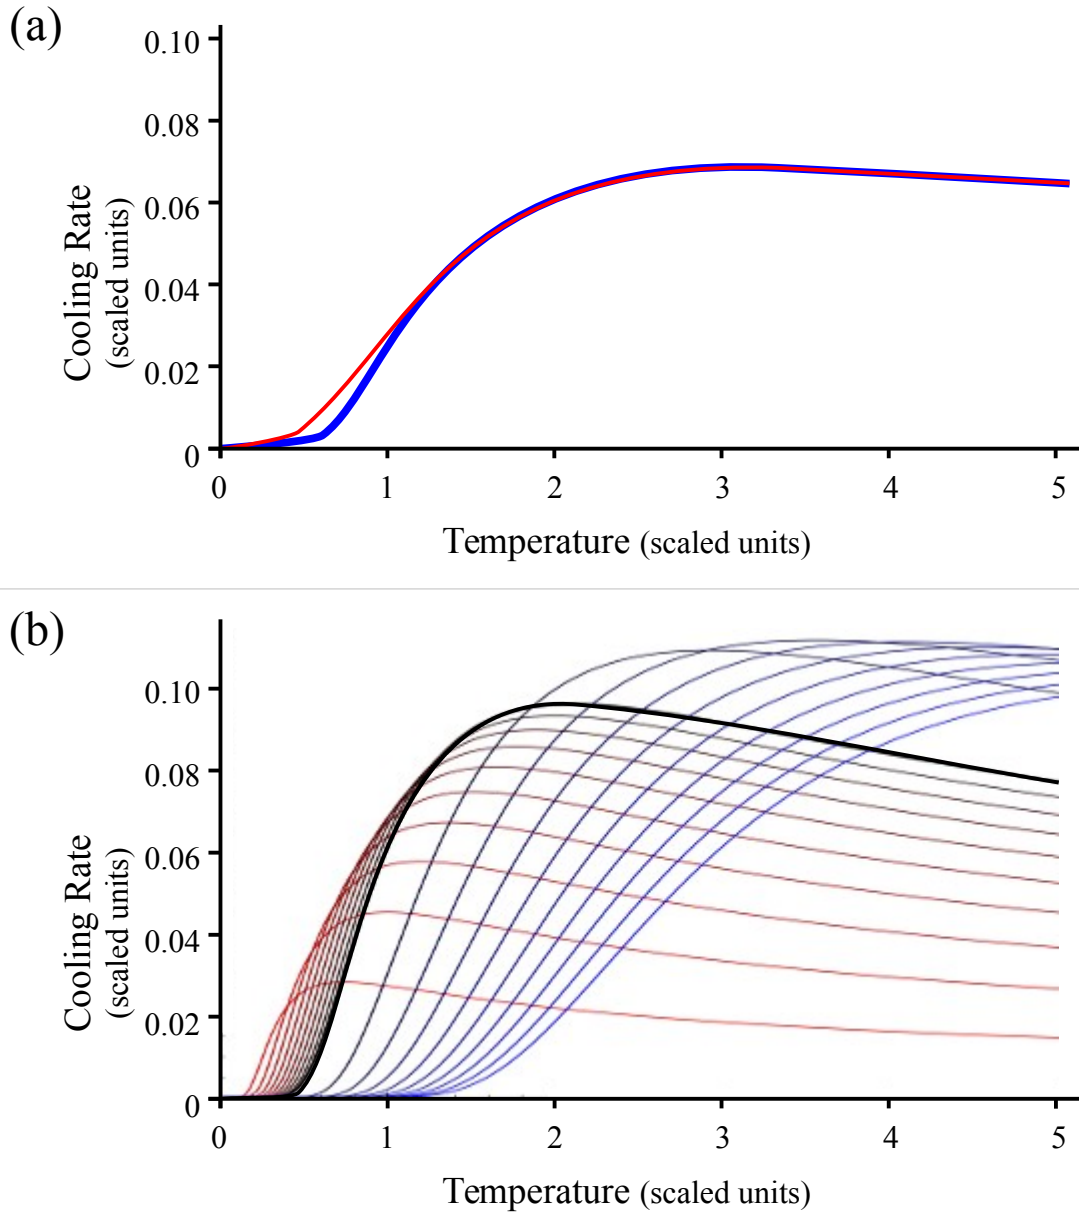 (a)
0.10
0.08
0.06
0.04
0.02
0
Cooling Rate
(scaled units)
0 1 2 3 4 5
Temperature (scaled units)
(b)
0.10
0.08
0.06
0.04
0.02
0
Cooling Rate
(scaled units)
0 1 2 3 4 5
Temperature (scaled units)